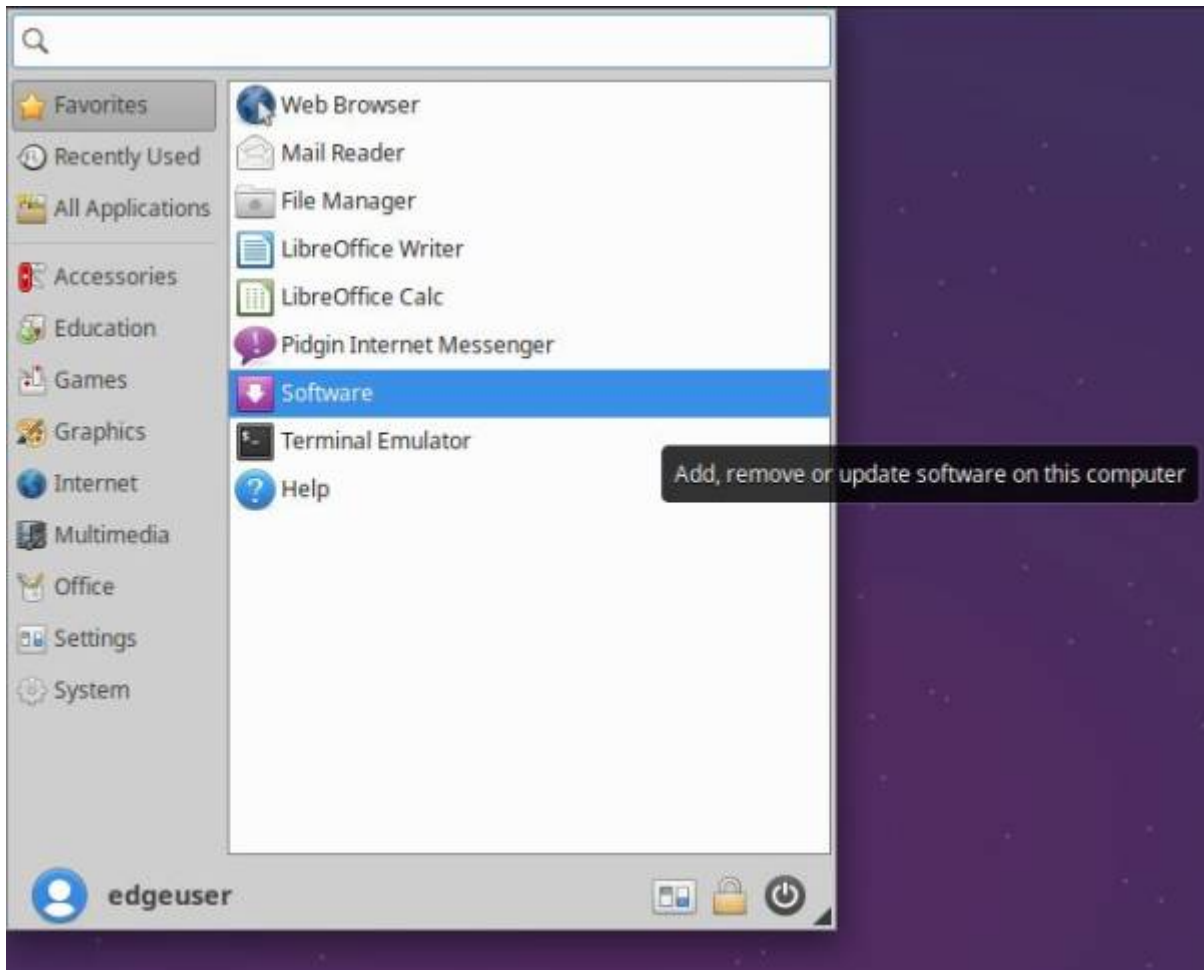 Favorites
Recently Used
All Applications
Accessories
Education
Games
Graphics
Internet
Multimedia
Office
Settings
System
Web Browser
Mail Reader
File Manager
LibreOffice Writer
LibreOffice Calc
Pidgin Internet Messenger
Software
Terminal Emulator
Help
Add, remove or update software on this computer
edgeuser